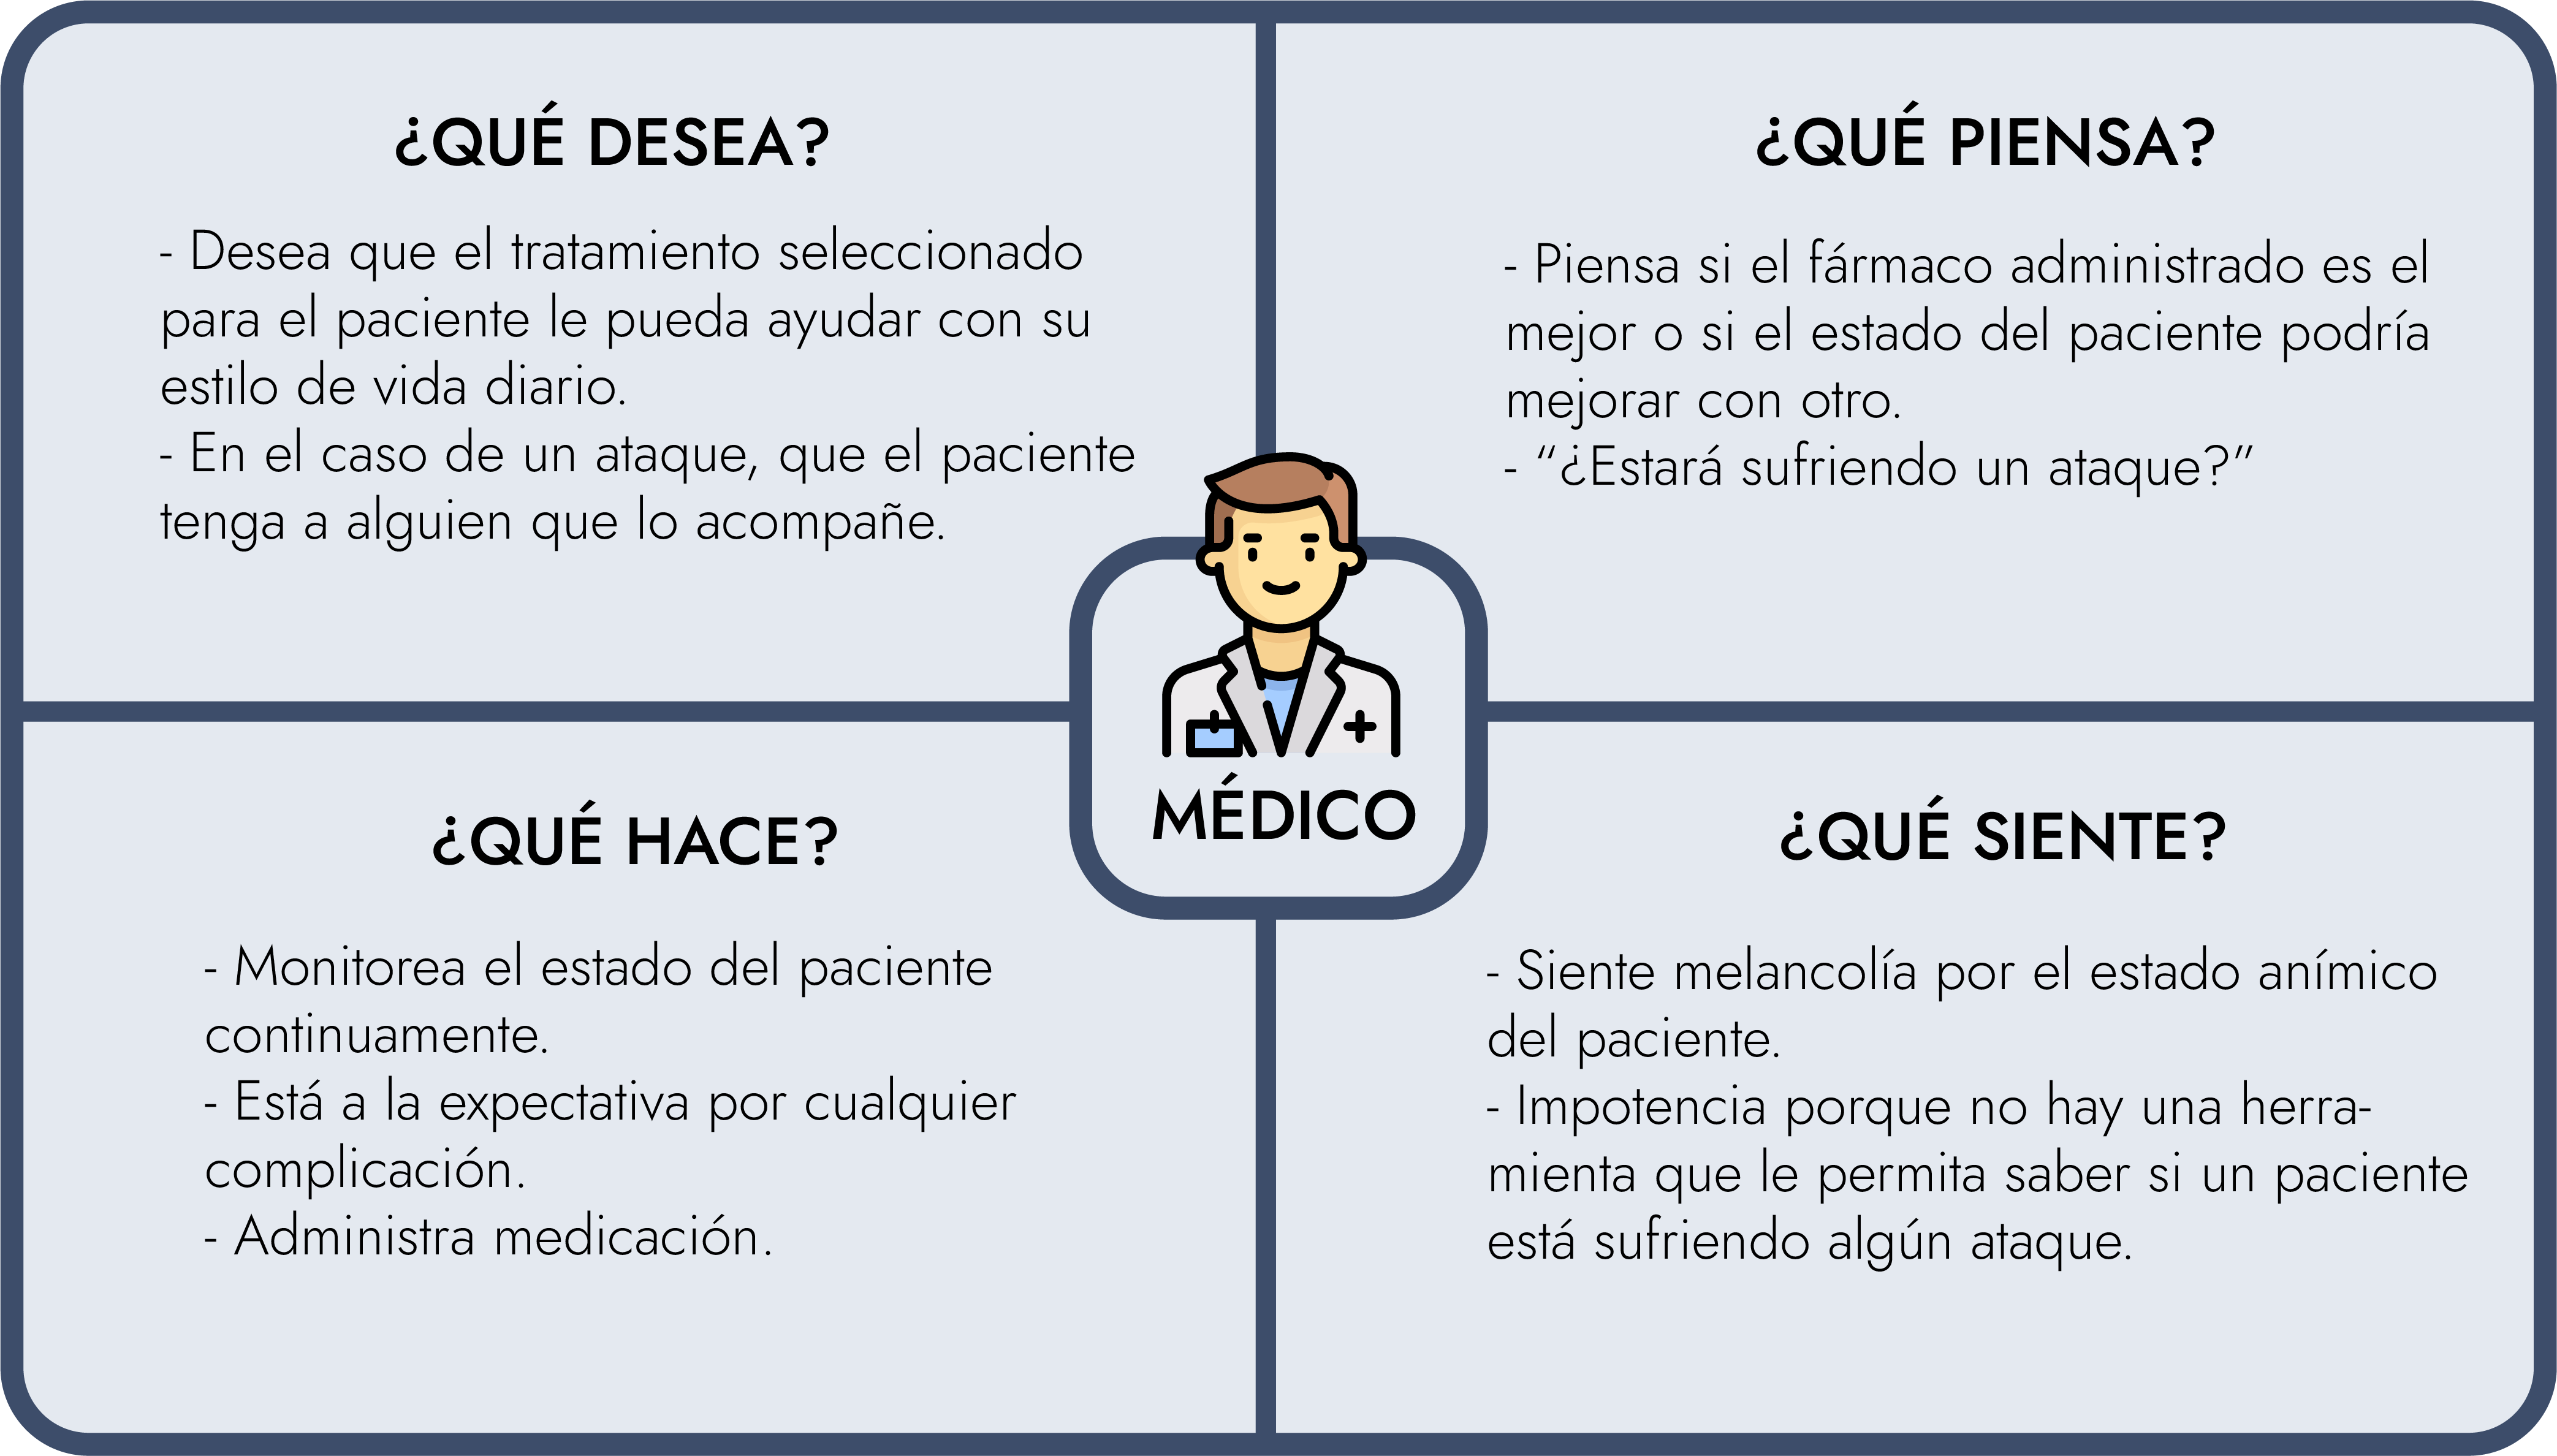 ¿QUÉ DESEA?
- Desea que el tratamiento seleccionado
para el paciente le pueda ayudar con su
estilo de vida diario.
- En el caso de un ataque, que el paciente
tenga a alguien que lo acompañe.
¿QUÉ PIENSA?
- Piensa si el fármaco administrado es el
mejor o si el estado del paciente podría
mejorar con otro.
- “¿Estará sufriendo un ataque?”
MÉDICO
¿QUÉ HACE?
- Monitorea el estado del paciente
continuamente.
- Está a la expectativa por cualquier
complicación.
- Administra medicación.
¿QUÉ SIENTE?
- Siente melancolía por el estado anímico
del paciente.
- Impotencia porque no hay una herra-
mienta que le permita saber si un paciente
está sufriendo algún ataque.